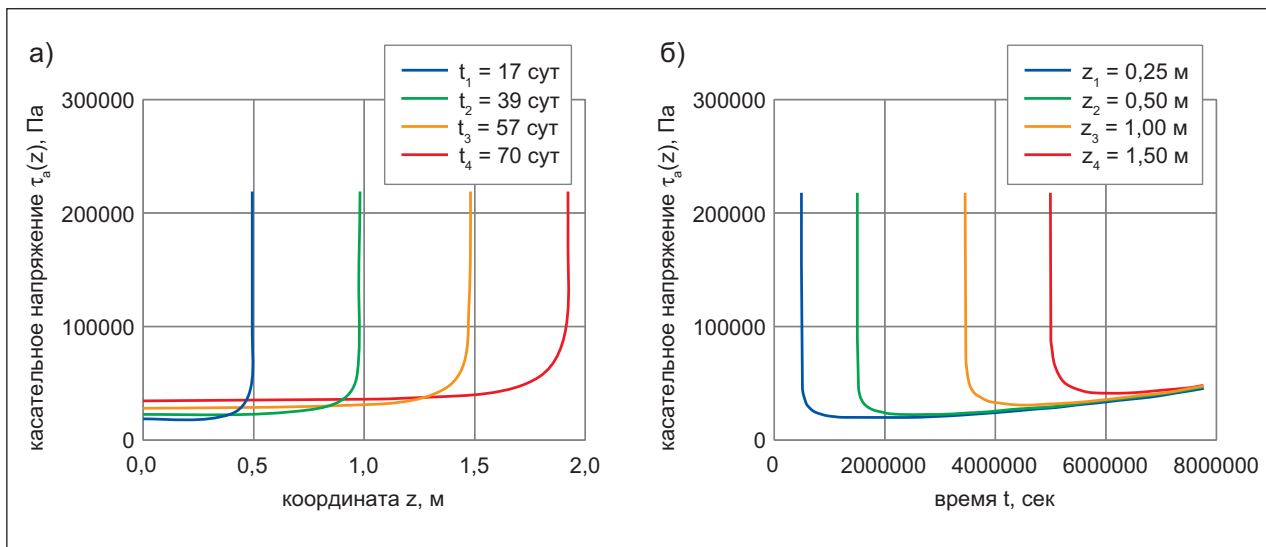 а)
t₁ = 17 сут
t₂ = 39 сут
t₃ = 57 сут
t₄ = 70 сут
касательное напряжение τₐ(z), Па
300000
200000
100000
0
0,0 0,5 1,0 1,5 2,0
координата z, м
б)
z₁ = 0,25 м
z₂ = 0,50 м
z₃ = 1,00 м
z₄ = 1,50 м
касательное напряжение τₐ(z), Па
300000
200000
100000
0
0 2000000 4000000 6000000 8000000
время t, сек